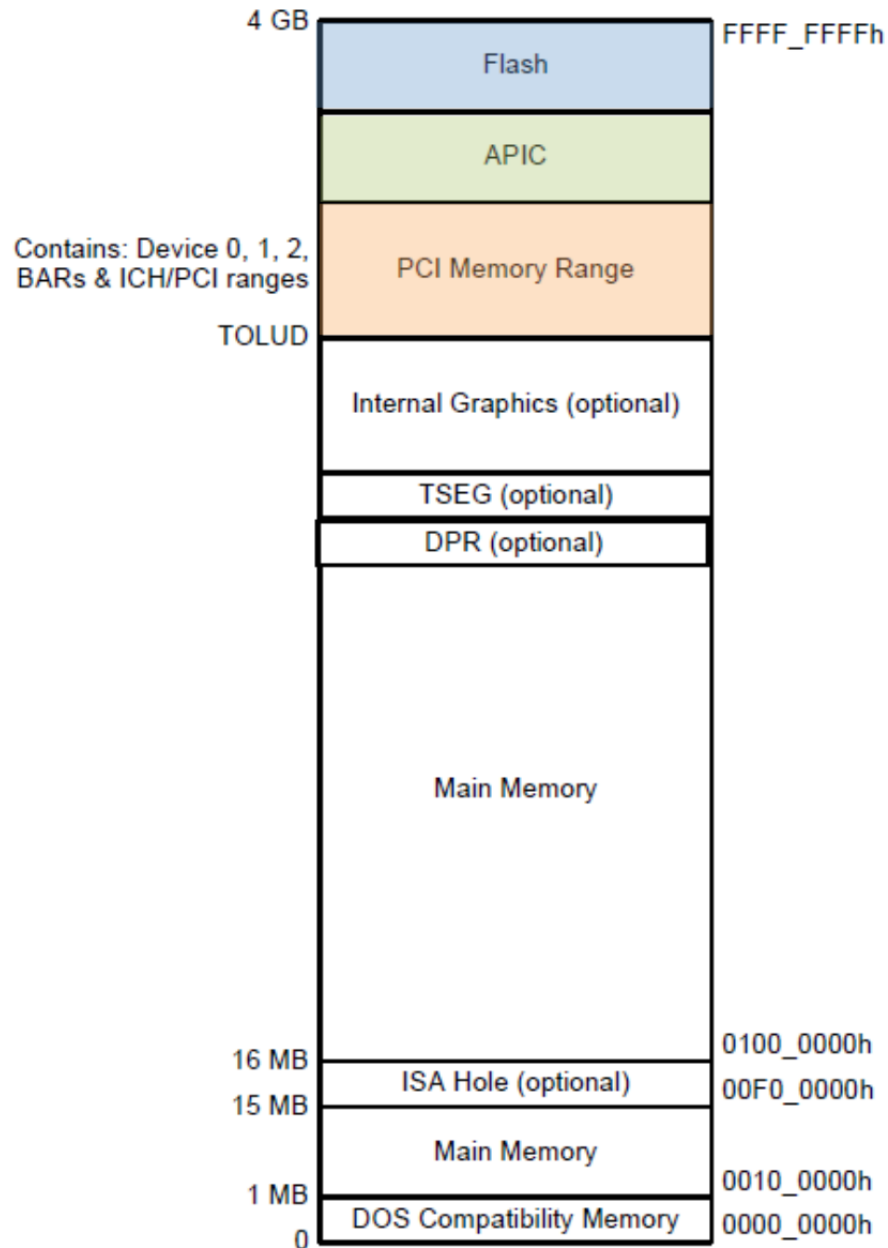 4 GB
FFFF_FFFFh
Flash
APIC
Contains: Device 0, 1, 2,
BARs & ICH/PCI ranges
PCI Memory Range
TOLUD
Internal Graphics (optional)
TSEG (optional)
DPR (optional)
Main Memory
0100_0000h
16 MB
ISA Hole (optional)
00F0_0000h
15 MB
Main Memory
0010_0000h
1 MB
DOS Compatibility Memory
0000_0000h
0